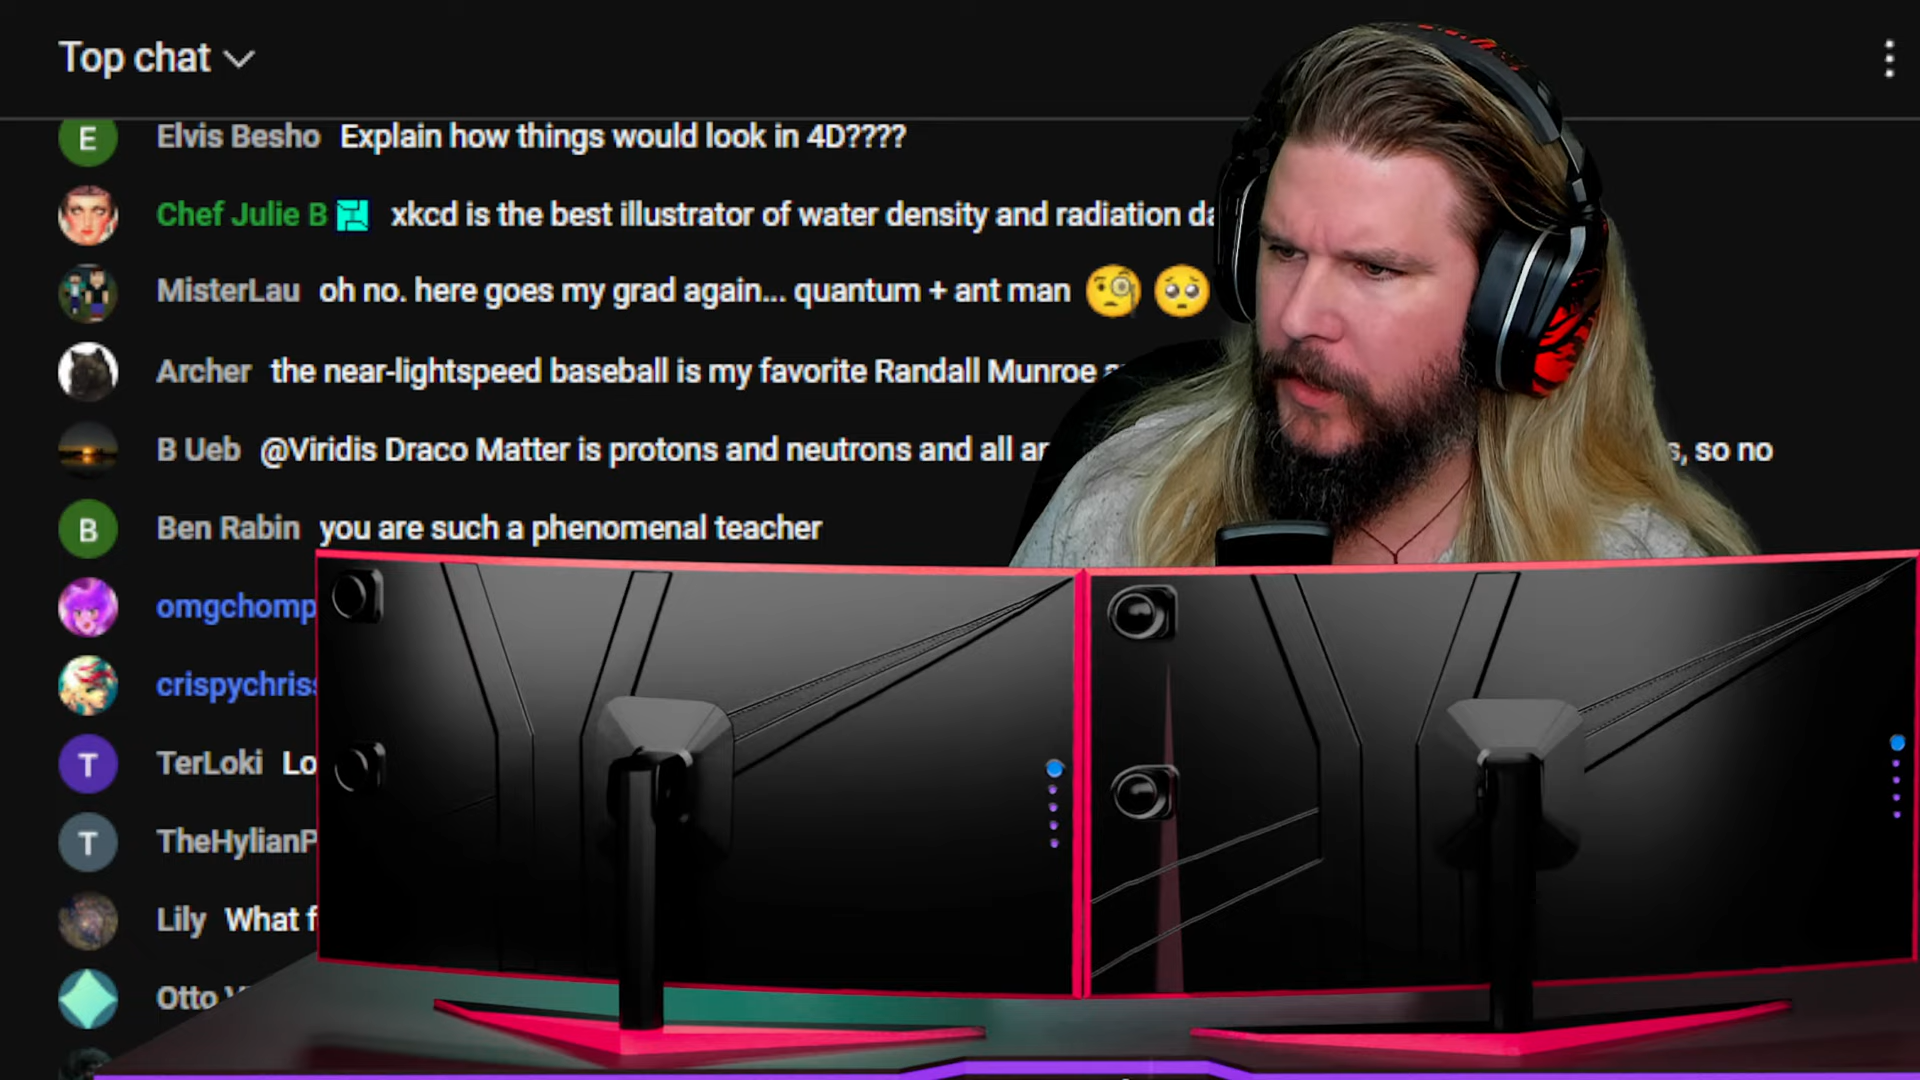 Top chat
E Elvis Besho Explain how things would look in 4D????
Chef Julie B xkcd is the best illustrator of water density and radiation
MisterLau oh no. here goes my grad again... quantum + ant man
Archer the near-lightspeed baseball is my favorite Randall Munroe
B Ueb @Viridis Draco Matter is protons and neutrons and all so no
B Ben Rabin you are such a phenomenal teacher
omgchomp
crispychris
T TerLoki Lo
T TheHylianP
Lily What
Otto